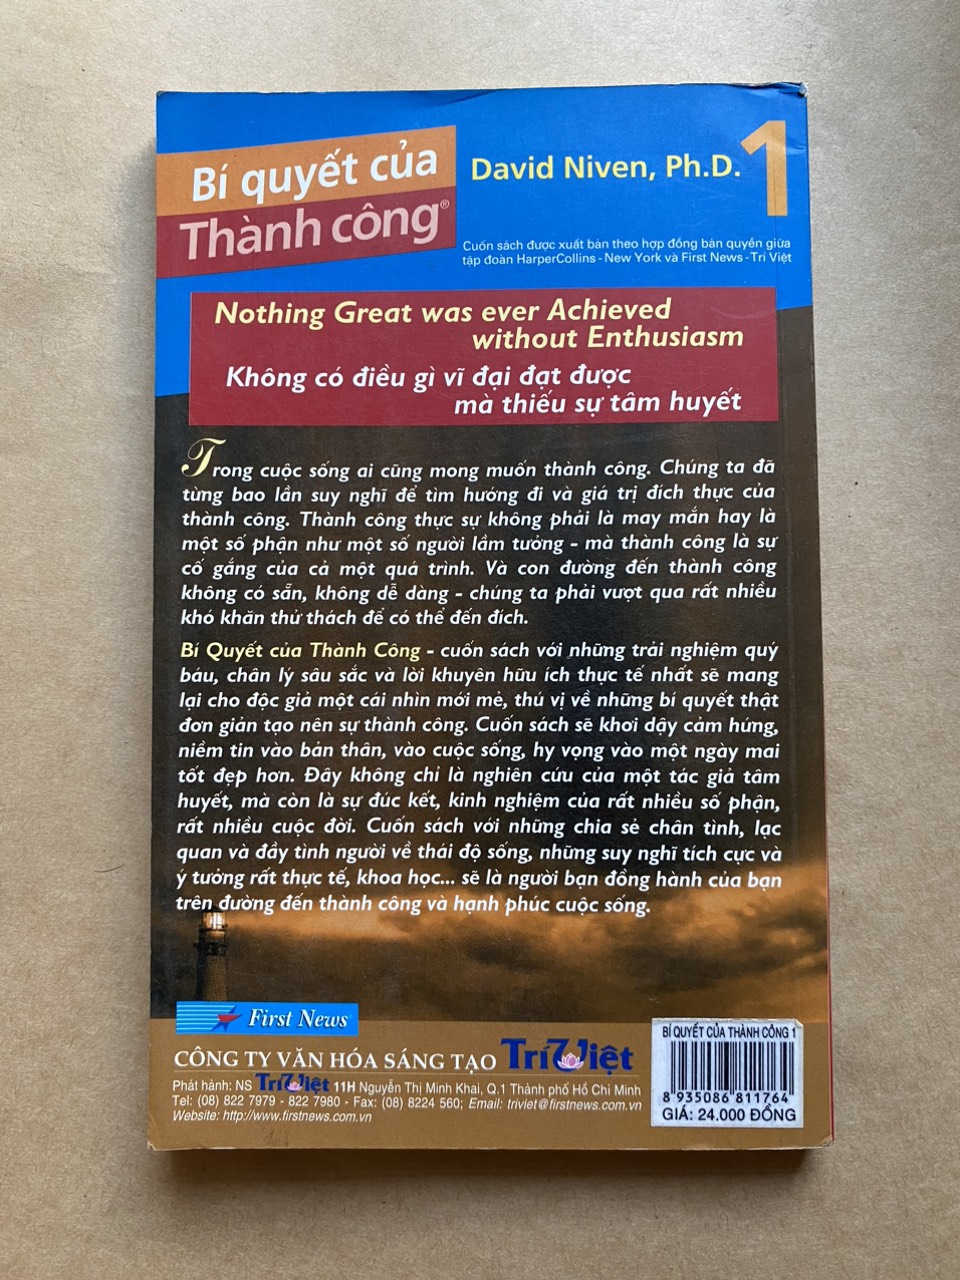 Bí quyết của
Thành công®
David Niven, Ph.D.
1
Cuốn sách được xuất bản theo hợp đồng bản quyền giữa
tập đoàn HarperCollins - New York và First News - Trí Việt
Nothing Great was ever Achieved
without Enthusiasm
Không có điều gì vĩ đại đạt được
mà thiếu sự tâm huyết
Trong cuộc sống ai cũng mong muốn thành công. Chúng ta đã
từng bao lần suy nghĩ để tìm hướng đi và giá trị đích thực của
thành công. Thành công thực sự không phải là may mắn hay là
một số phận như một số người lầm tưởng - mà thành công là sự
cố gắng của cả một quá trình. Và con đường đến thành công
không có sẵn, không dễ dàng - chúng ta phải vượt qua rất nhiều
khó khăn thử thách để có thể đến đích.
Bí Quyết của Thành Công - cuốn sách với những trải nghiệm quý
báu, chân lý sâu sắc và lời khuyên hữu ích thực tế nhất sẽ mang
lại cho độc giả một cái nhìn mới mẻ, thú vị về những bí quyết thật
đơn giản tạo nên sự thành công. Cuốn sách sẽ khơi dậy cảm hứng,
niềm tin vào bản thân, vào cuộc sống, hy vọng vào một ngày mai
tốt đẹp hơn. Đây không chỉ là nghiên cứu của một tác giả tâm
huyết, mà còn là sự đúc kết, kinh nghiệm của rất nhiều số phận,
rất nhiều cuộc đời. Cuốn sách với những chia sẻ chân tình, lạc
quan và đầy tình người về thái độ sống, những suy nghĩ tích cực và
ý tưởng rất thực tế, khoa học... sẽ là người bạn đồng hành của bạn
trên đường đến thành công và hạnh phúc cuộc sống.
First News
CÔNG TY VĂN HÓA SÁNG TẠO Trí Việt
Phát hành: NS Trí Việt 11H Nguyễn Thị Minh Khai, Q.1 Thành phố Hồ Chí Minh
Tel: (08) 822 7979 - 822 7980 - Fax: (08) 8224 560; Email: triviet@firstnews.com.vn
Website: http://www.firstnews.com.vn
BÍ QUYẾT CỦA THÀNH CÔNG 1
8 935086 811764
GIÁ: 24.000 ĐỒNG